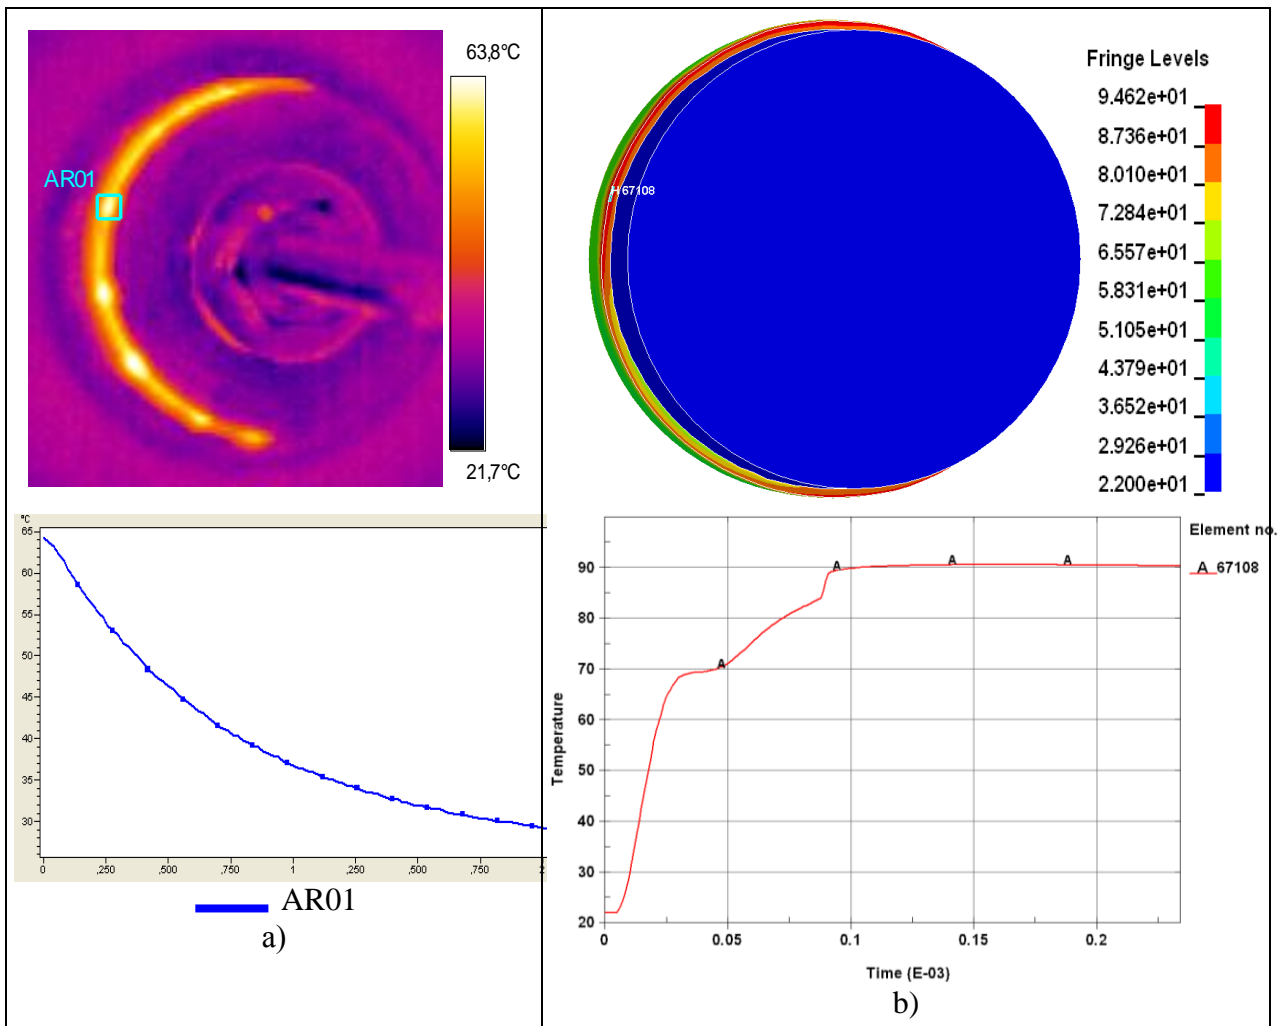 63,8°C
AR01
21,7°C
°C
65
60
55
50
45
40
35
30
0
,250
,500
,750
1
,250
,500
,750
2
AR01
a)
Fringe Levels
9.462e+01
8.736e+01
8.010e+01
7.284e+01
6.557e+01
5.831e+01
5.105e+01
4.379e+01
3.652e+01
2.926e+01
2.200e+01
H 67108
Element no.
A 67108
Temperature
90
80
70
60
50
40
30
20
A
A
A
A
0
0.05
0.1
0.15
0.2
Time (E-03)
b)